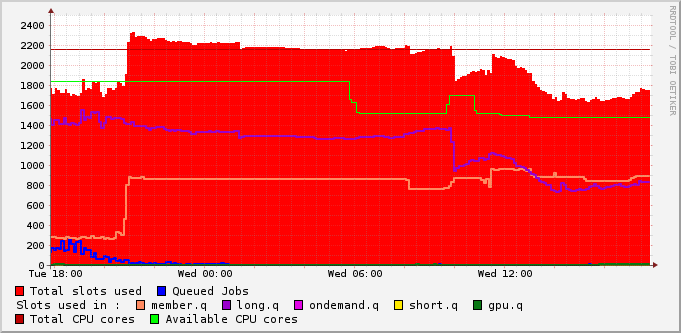 RRDTOOL / TOBI OETIKER
2400
2200
2000
1800
1600
1400
1200
1000
800
600
400
200
0
Tue 18:00 Wed 00:00 Wed 06:00 Wed 12:00
Total slots used Queued Jobs
Slots used in : member.q long.q ondemand.q short.q gpu.q
Total CPU cores Available CPU cores